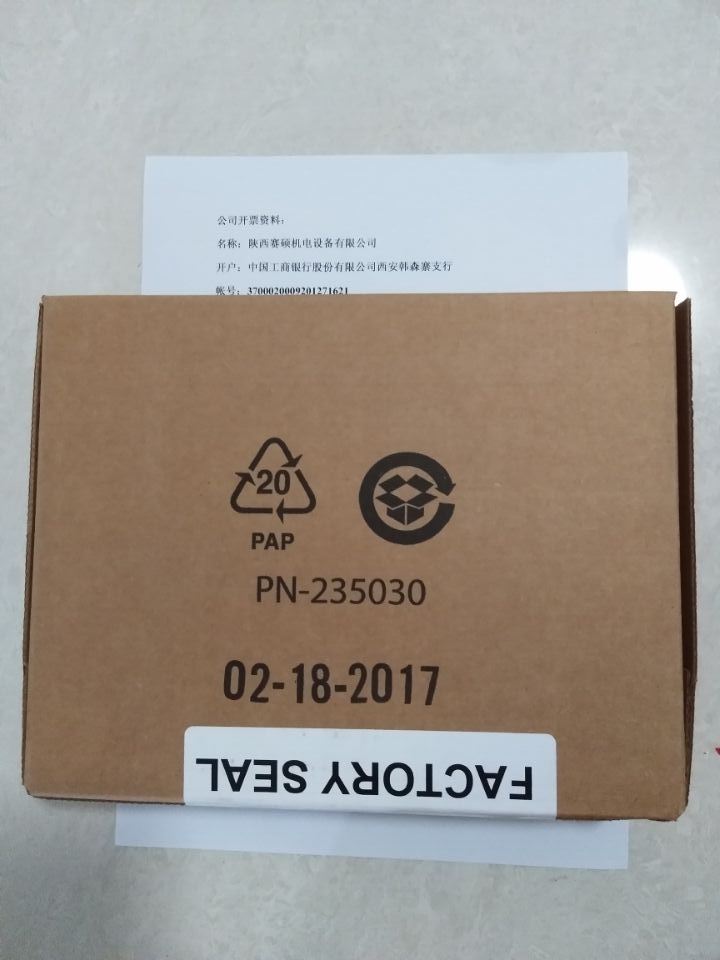 公司开票资料：
名称：陕西赛硕机电设备有限公司
开户：中国工商银行股份有限公司西安韩森寨支行
帐号：3700020009201271621
20
PAP
PN-235030
02-18-2017
FACTORY SEAL